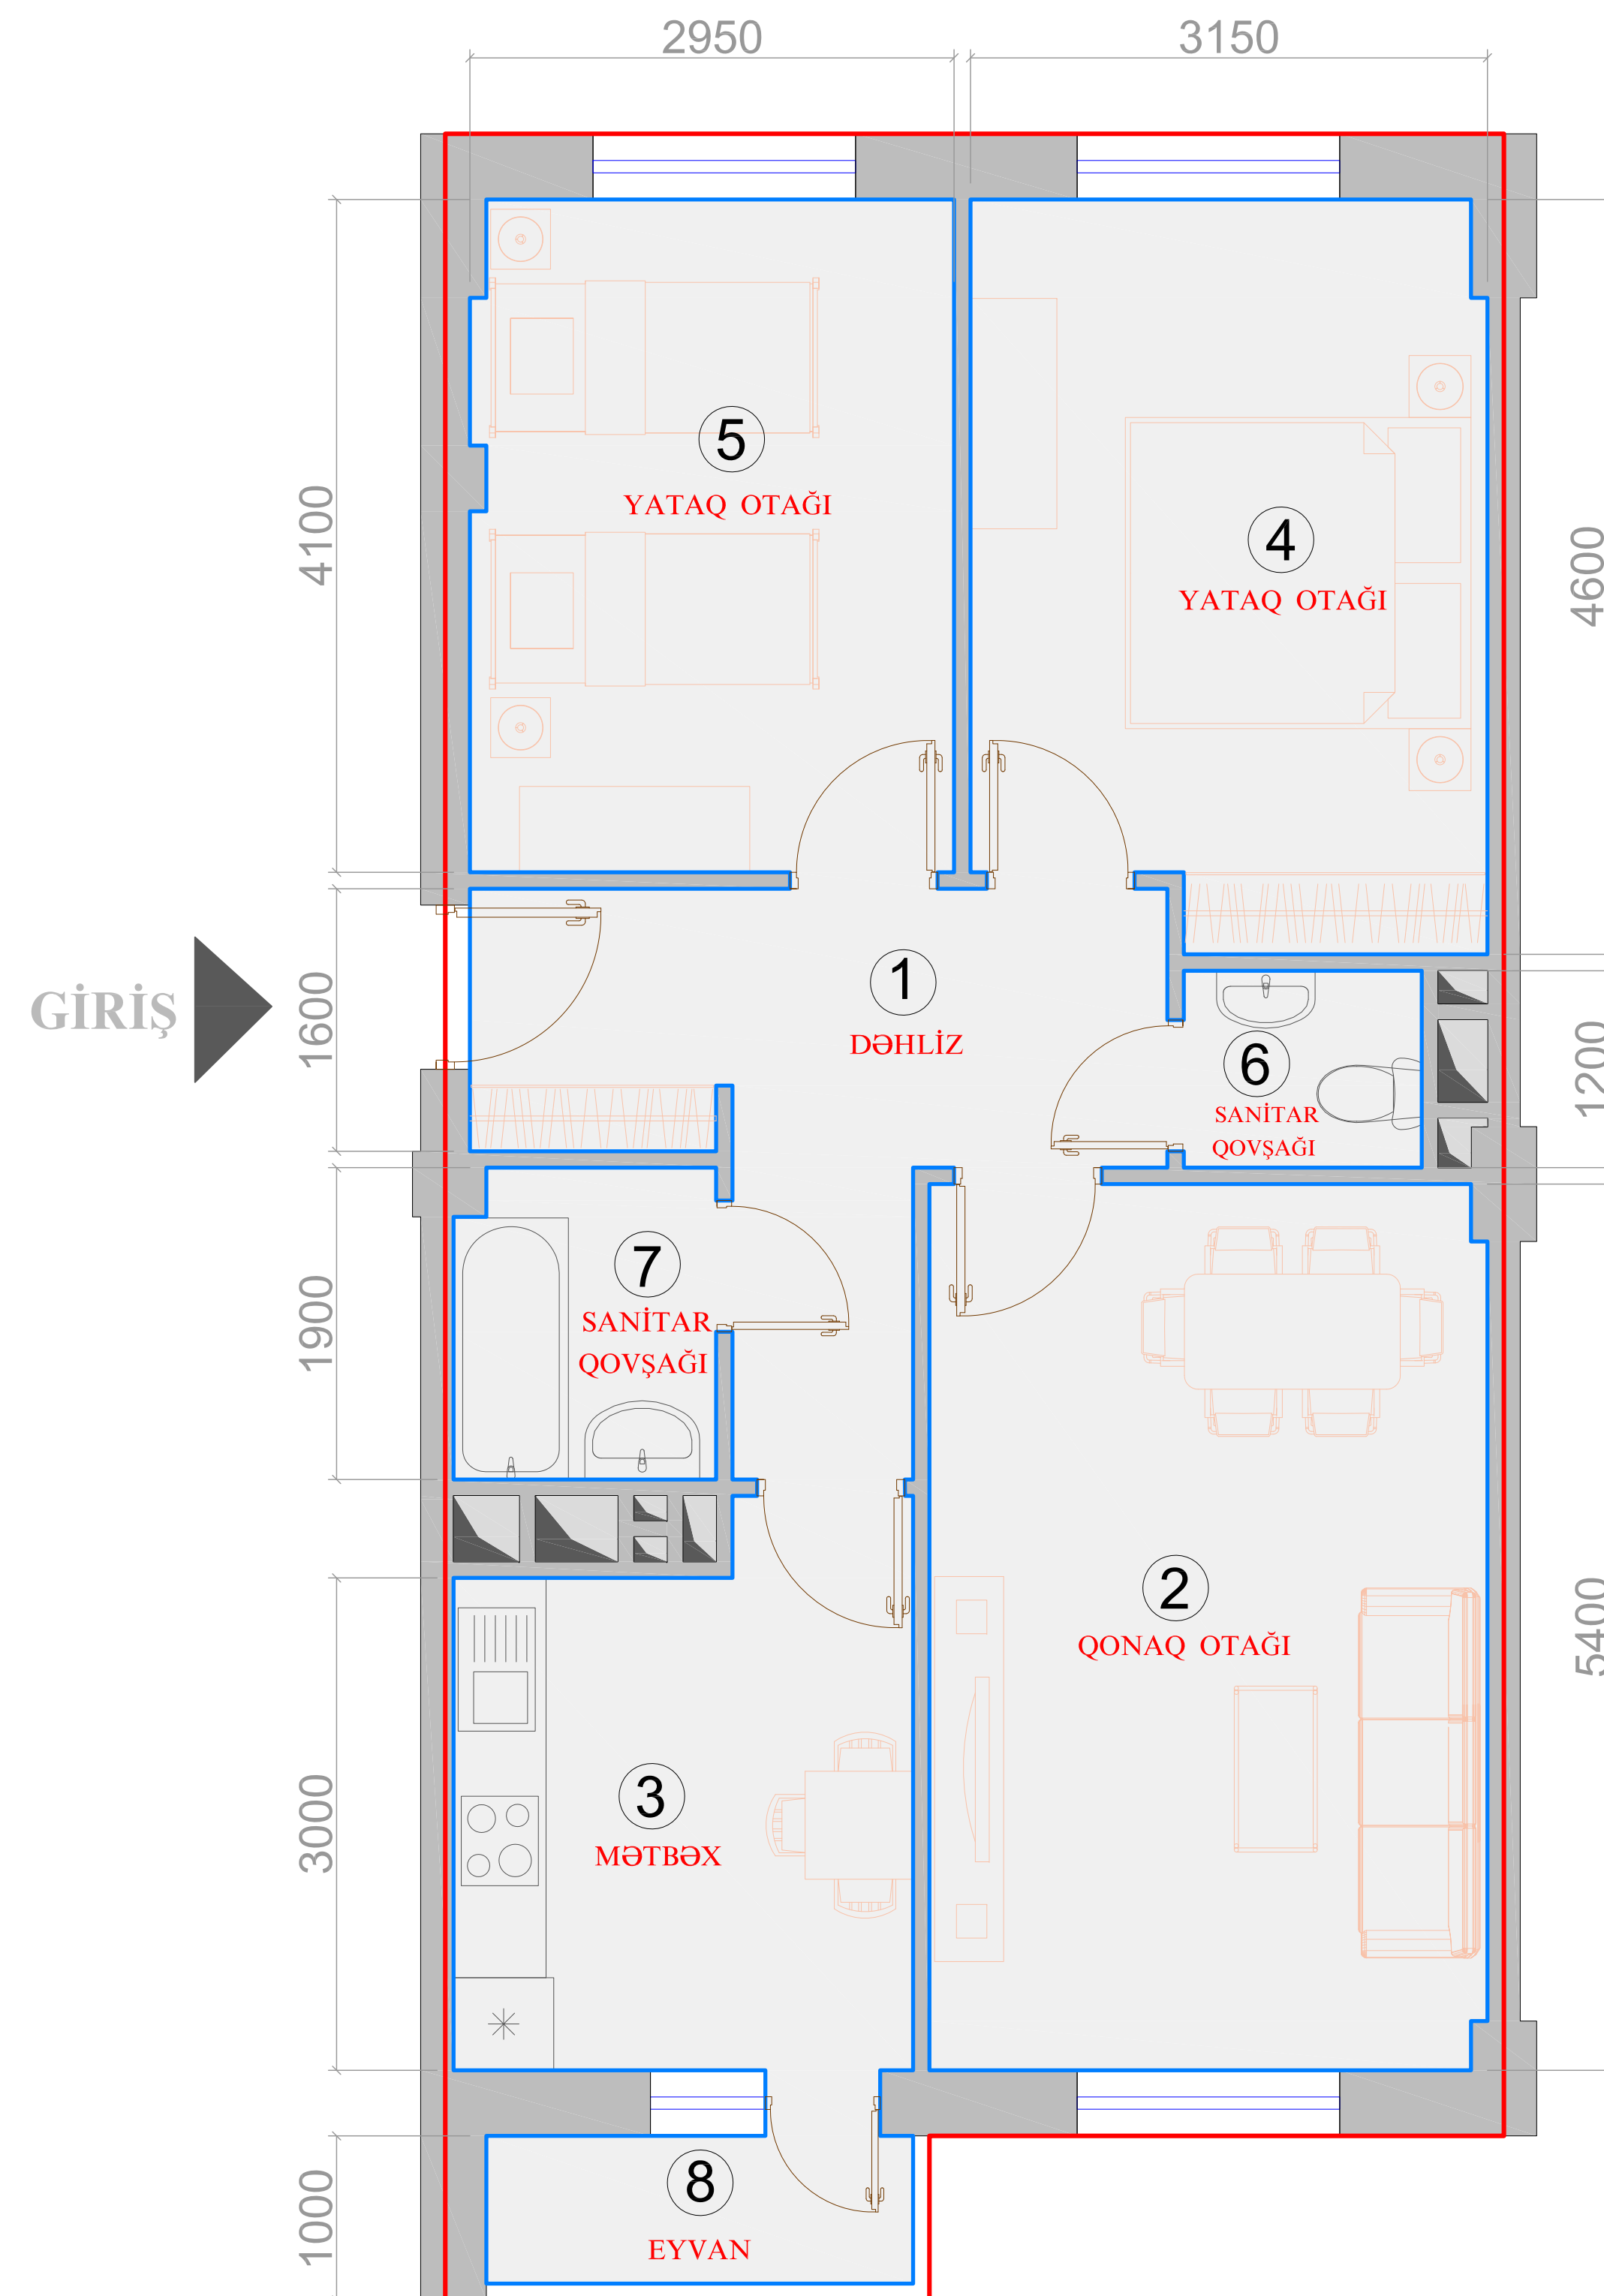 2950
3150
4100
5
YATAQ OTAĞI
4
YATAQ OTAĞI
4600
GİRİŞ
1600
1
DƏHLİZ
6
SANİTAR
QOVŞAĞI
1200
1900
7
SANİTAR
QOVŞAĞI
2
QONAQ OTAĞI
5400
3000
3
MƏTBƏX
1000
8
EYVAN